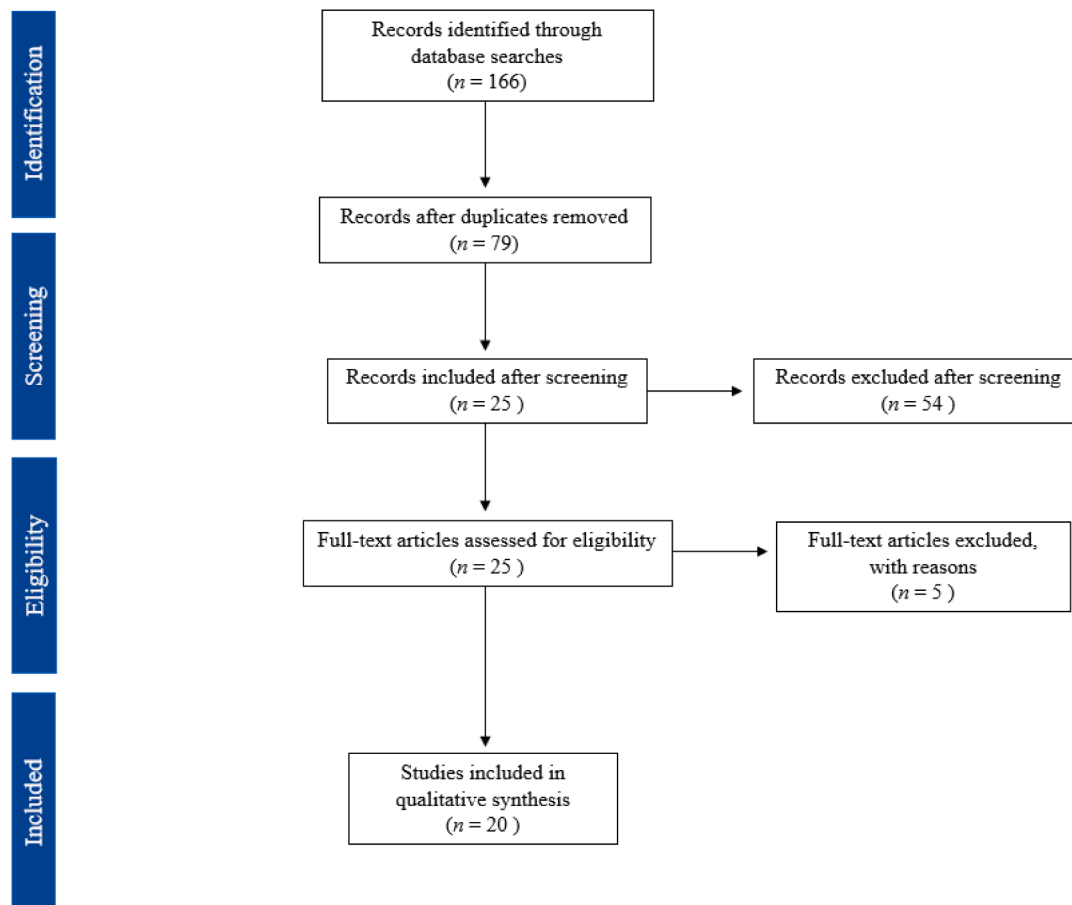 Identification
Records identified through
database searches
(n = 166)
Records after duplicates removed
(n = 79)
Screening
Records included after screening
(n = 25 )
Records excluded after screening
(n = 54 )
Eligibility
Full-text articles assessed for eligibility
(n = 25 )
Full-text articles excluded,
with reasons
(n = 5 )
Included
Studies included in
qualitative synthesis
(n = 20 )